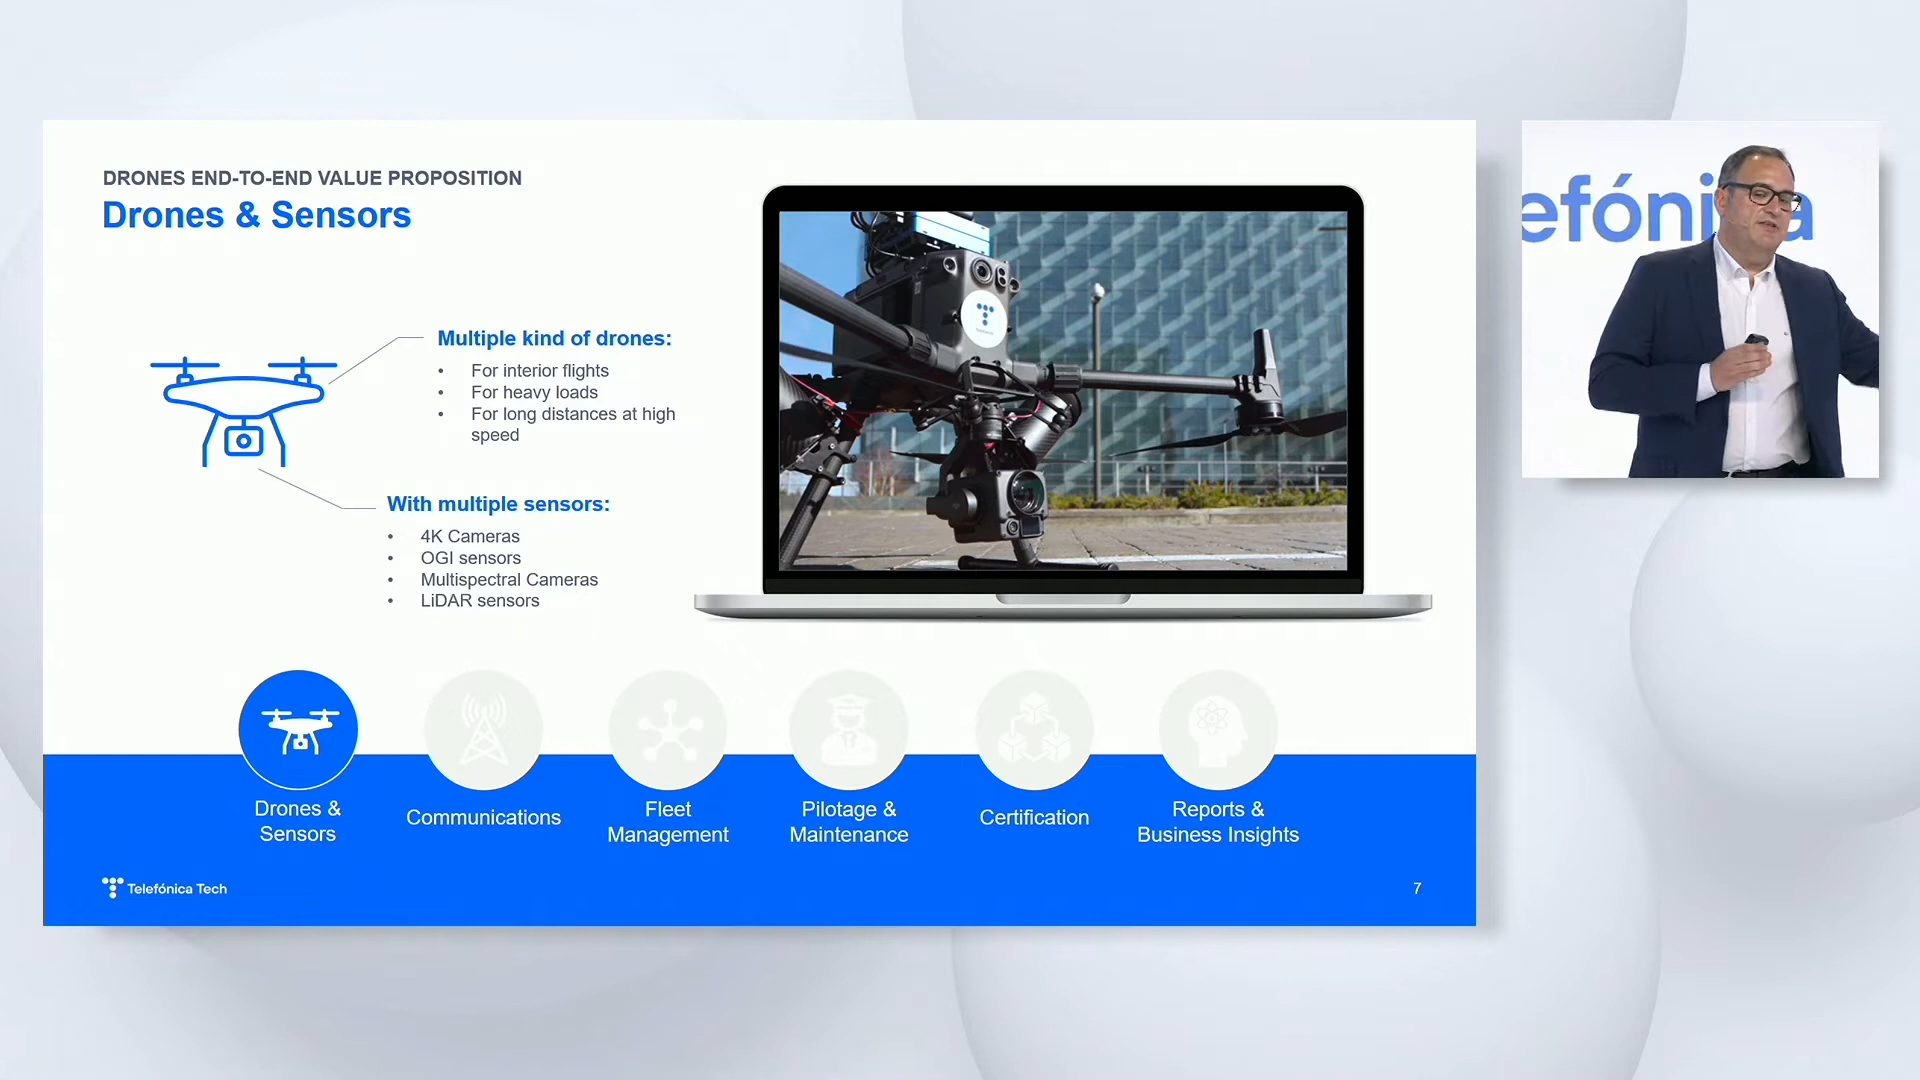 DRONES END-TO-END VALUE PROPOSITION
Drones & Sensors
Multiple kind of drones:
• For interior flights
• For heavy loads
• For long distances at high
speed
With multiple sensors:
• 4K Cameras
• OGI sensors
• Multispectral Cameras
• LiDAR sensors
Drones &
Sensors
Communications
Fleet
Management
Pilotage &
Maintenance
Certification
Reports &
Business Insights
Telefónica Tech
7
efóni a